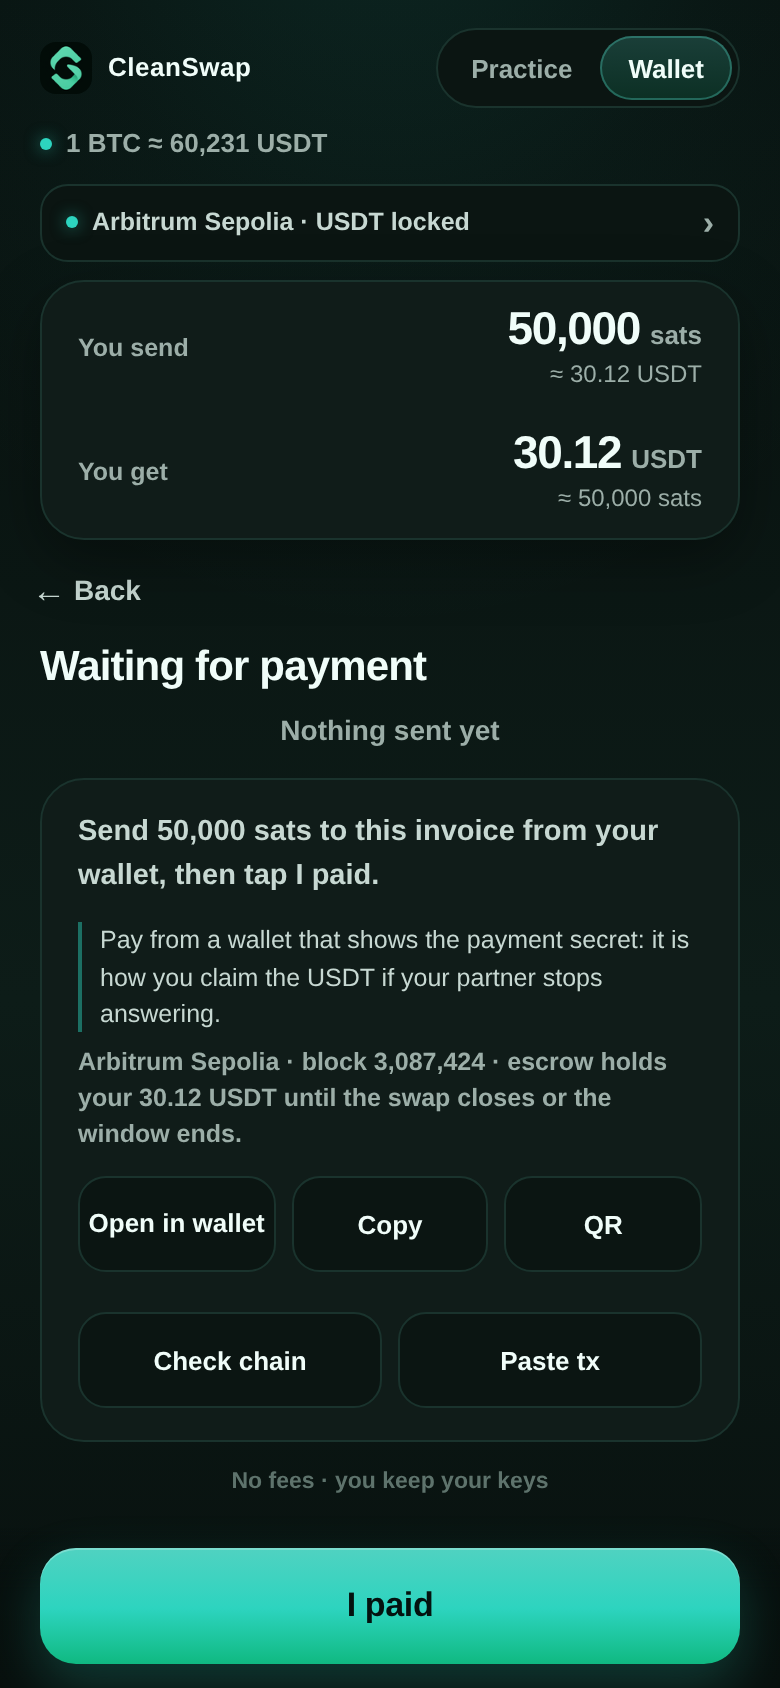 CleanSwap
Practice
Wallet
1 BTC ≈ 60,231 USDT
Arbitrum Sepolia · USDT locked ›
You send
50,000 sats
≈ 30.12 USDT
You get
30.12 USDT
≈ 50,000 sats
← Back
Waiting for payment
Nothing sent yet
Send 50,000 sats to this invoice from your
wallet, then tap I paid.
Pay from a wallet that shows the payment secret: it is
how you claim the USDT if your partner stops
answering.
Arbitrum Sepolia · block 3,087,424 · escrow holds
your 30.12 USDT until the swap closes or the
window ends.
Open in wallet
Copy
QR
Check chain
Paste tx
No fees · you keep your keys
I paid